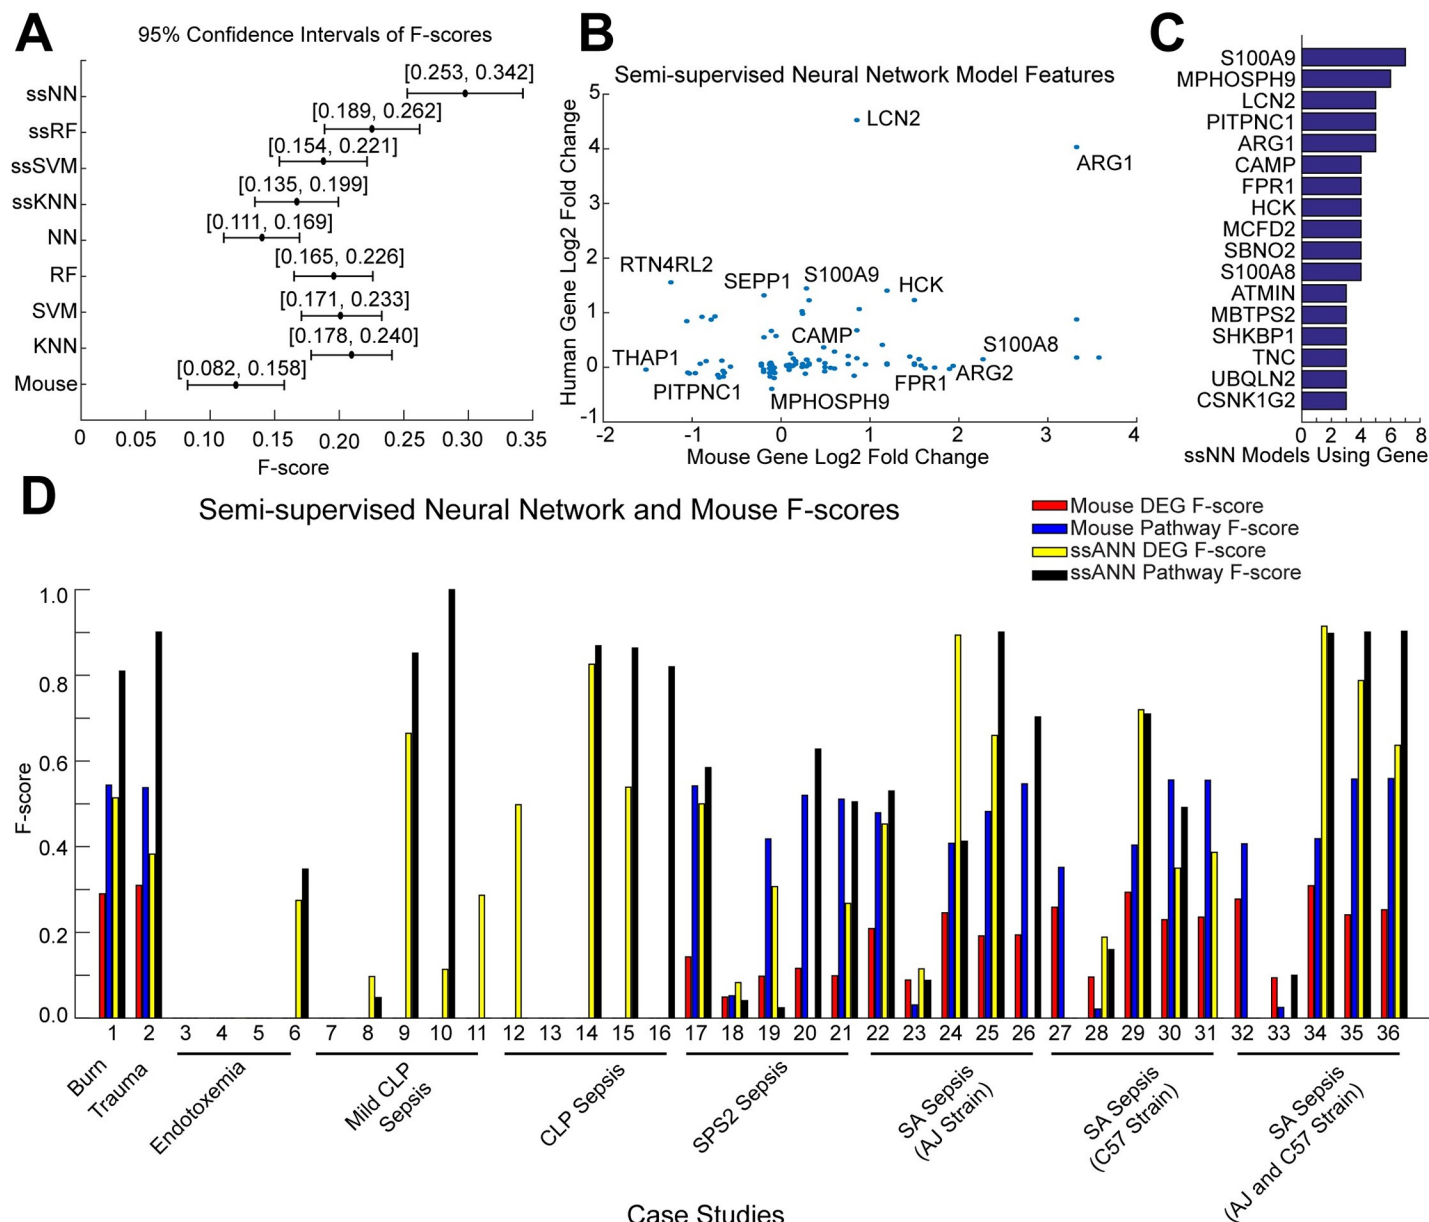 A
95% Confidence Intervals of F-scores
ssNN
[0.253, 0.342]
ssRF
[0.189, 0.262]
ssSVM
[0.154, 0.221]
ssKNN
[0.135, 0.199]
NN
[0.111, 0.169]
RF
[0.165, 0.226]
SVM
[0.171, 0.233]
KNN
[0.178, 0.240]
Mouse
[0.082, 0.158]
0 0.05 0.10 0.15 0.20 0.25 0.30 0.35
F-score
B
Semi-supervised Neural Network Model Features
Human Gene Log2 Fold Change
5
4
3
2
1
0
-1
LCN2
ARG1
RTN4RL2
SEPP1
S100A9
HCK
CAMP
S100A8
THAP1
PITPNC1
MPHOSPH9
FPR1
ARG2
-2 -1 0 1 2 3 4
Mouse Gene Log2 Fold Change
C
S100A9
MPHOSPH9
LCN2
PITPNC1
ARG1
CAMP
FPR1
HCK
MCFD2
SBNO2
S100A8
ATMIN
MBTPS2
SHKBP1
TNC
UBQLN2
CSNK1G2
0 2 4 6 8
ssNN Models Using Gene
D
Semi-supervised Neural Network and Mouse F-scores
Mouse DEG F-score
Mouse Pathway F-score
ssANN DEG F-score
ssANN Pathway F-score
F-score
1.0
0.8
0.6
0.4
0.2
0.0
1 2 3 4 5 6 7 8 9 10 11 12 13 14 15 16 17 18 19 20 21 22 23 24 25 26 27 28 29 30 31 32 33 34 35 36
Burn
Trauma
Endotoxemia
Mild CLP
Sepsis
CLP Sepsis
SPS2 Sepsis
SA Sepsis
(AJ Strain)
SA Sepsis
(C57 Strain)
SA Sepsis
(AJ and C57 Strain)
Case Studies